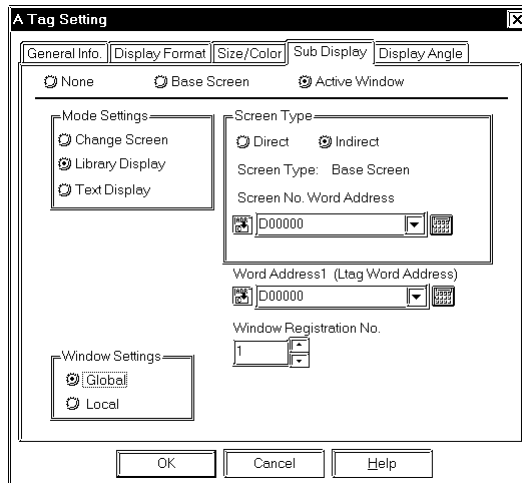 A Tag Setting
General Info. Display Format Size/Color Sub Display Display Angle
None Base Screen Active Window
Mode Settings
Change Screen
Library Display
Text Display
Screen Type
Direct Indirect
Screen Type: Base Screen
Screen No. Word Address
D00000
Word Address1 (Ltag Word Address)
D00000
Window Registration No.
1
Window Settings
Global
Local
OK Cancel Help